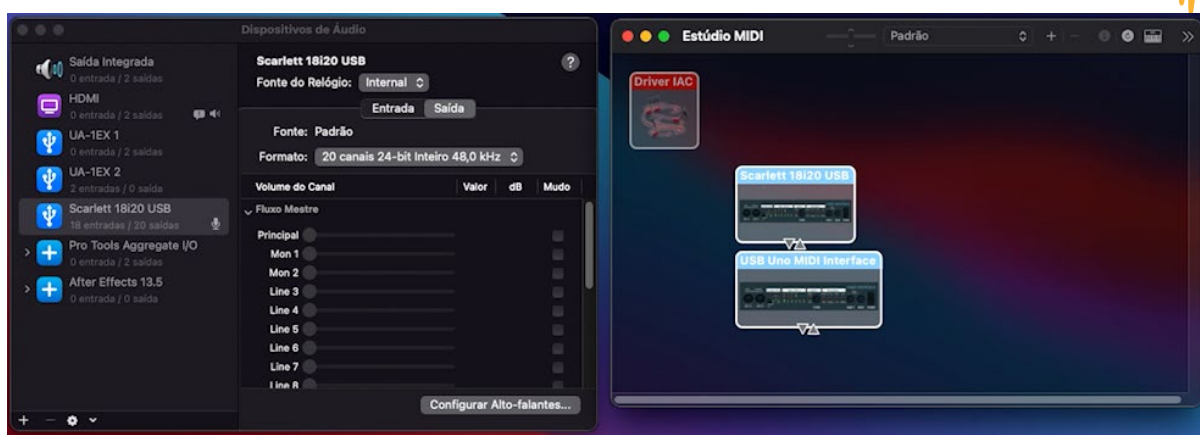 Dispositivos de Áudio
Saída Integrada
0 entrada / 2 saídas
HDMI
0 entrada / 2 saídas
UA-1EX 1
0 entrada / 2 saídas
UA-1EX 2
2 entradas / 0 saída
Scarlett 18i20 USB
18 entradas / 20 saídas
Pro Tools Aggregate I/O
0 entrada / 2 saídas
After Effects 13.5
0 entrada / 0 saída
Scarlett 18i20 USB
?
Fonte do Relógio: Internal
Entrada Saída
Fonte: Padrão
Formato: 20 canais 24-bit Inteiro 48,0 kHz
Volume do Canal Valor dB Mudo
Fluxo Mestre
Principal
Mon 1
Mon 2
Line 3
Line 4
Line 5
Line 6
Line 7
Line 8
Configurar Alto-falantes...
Estúdio MIDI
Padrão
Driver IAC
Scarlett 18i20 USB
USB Uno MIDI Interface